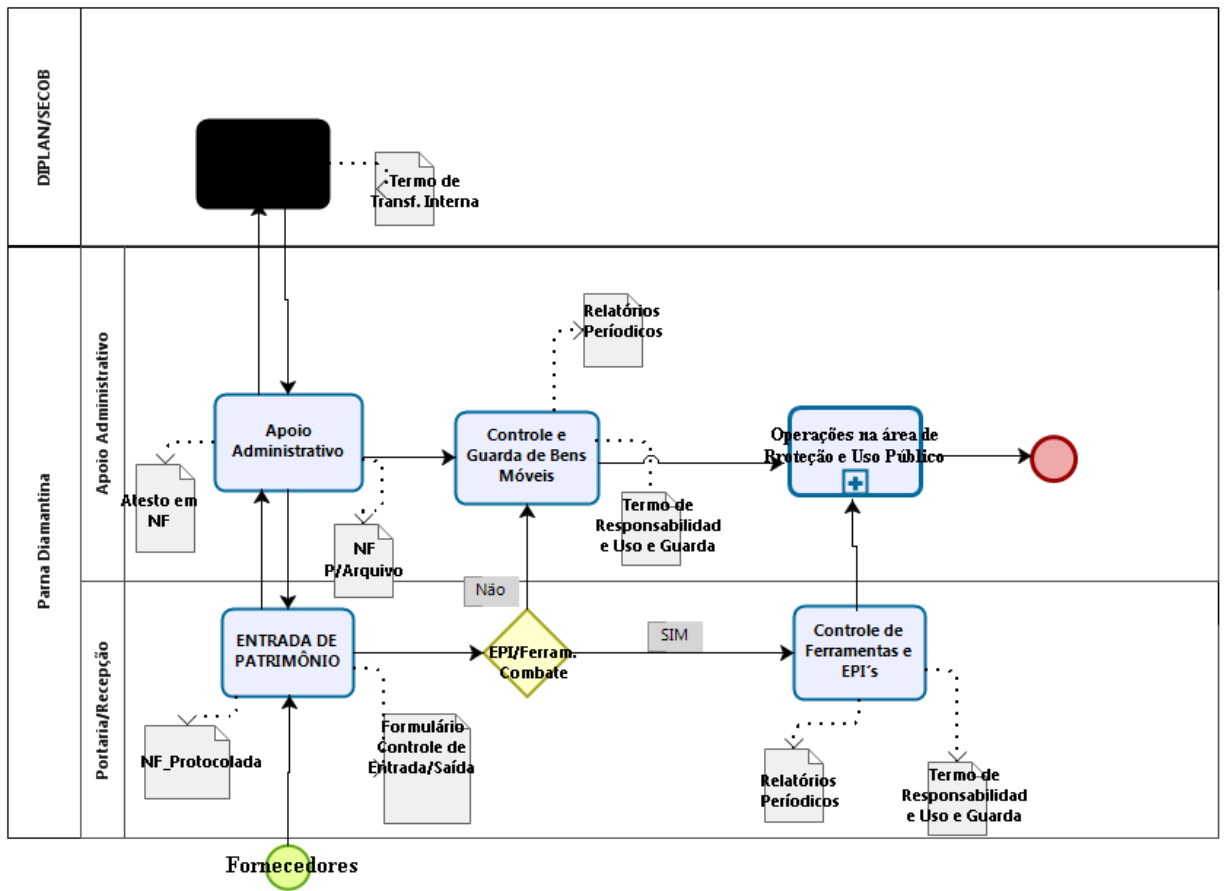 DIPLAN/SECOB
Termo de
Transf. Interna
Parna Diamantina
Apoio Administrativo
Relatórios
Períodicos
Apoio
Administrativo
Controle e
Guarda de Bens
Móveis
Operações na área de
Proteção e Uso Público
Atesto em
NF
NF
P/Arquivo
Termo de
Responsabilidad
e Uso e Guarda
Portaria/Recepção
Não
ENTRADA DE
PATRIMÔNIO
EPI/Ferram.
Combate
SIM
Controle de
Ferramentas e
EPI´s
NF_Protocolada
Formulário
Controle de
Entrada/Saída
Relatórios
Períodicos
Termo de
Responsabilidad
e Uso e Guarda
Fornecedores